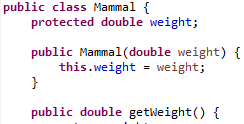 public class Mammal {
    protected double weight;
    public Mammal(double weight) {
        this.weight = weight;
    }
    public double getWeight() {